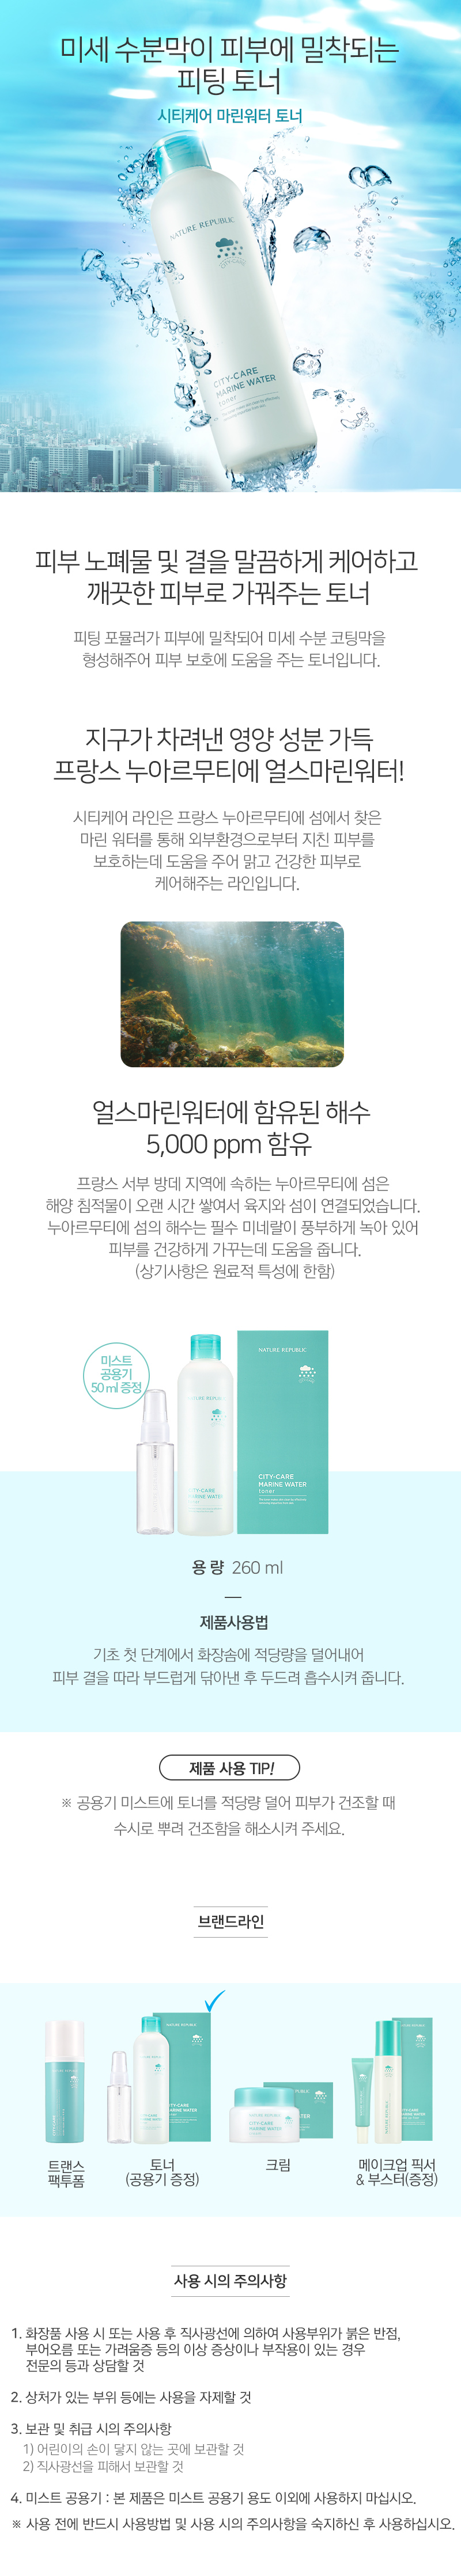 미세 수분막이 피부에 밀착되는
피팅 토너
시티케어 마린워터 토너
NATURE REPUBLIC
CITY-CARE
MARINE WATER
toner
피부 노폐물 및 결을 말끔하게 케어하고
깨끗한 피부로 가꿔주는 토너
피팅 포뮬러가 피부에 밀착되어 미세 수분 코팅막을
형성해주어 피부 보호에 도움을 주는 토너입니다.
지구가 차려낸 영양 성분 가득
프랑스 누아르무티에 얼스마린워터!
시티케어 라인은 프랑스 누아르무티에 섬에서 찾은
마린 워터를 통해 외부환경으로부터 지친 피부를
보호하는데 도움을 주어 맑고 건강한 피부로
케어해주는 라인입니다.
얼스마린워터에 함유된 해수
5,000 ppm 함유
프랑스 서부 방데 지역에 속하는 누아르무티에 섬은
해양 침적물이 오랜 시간 쌓여서 육지와 섬이 연결되었습니다.
누아르무티에 섬의 해수는 필수 미네랄이 풍부하게 녹아 있어
피부를 건강하게 가꾸는데 도움을 줍니다.
(상기사항은 원료적 특성에 한함)
미스트
공용기
50 ml 증정
NATURE REPUBLIC
CITY-CARE
MARINE WATER
toner
NATURE REPUBLIC
CITY-CARE
MARINE WATER
toner
용 량 260 ml
제품사용법
기초 첫 단계에서 화장솜에 적당량을 덜어내어
피부 결을 따라 부드럽게 닦아낸 후 두드려 흡수시켜 줍니다.
제품 사용 TIP!
※ 공용기 미스트에 토너를 적당량 덜어 피부가 건조할 때
수시로 뿌려 건조함을 해소시켜 주세요.
브랜드라인
트랜스
팩투폼
토너
(공용기 증정)
크림
메이크업 픽서
& 부스터(증정)
사용 시의 주의사항
1. 화장품 사용 시 또는 사용 후 직사광선에 의하여 사용부위가 붉은 반점,
부어오름 또는 가려움증 등의 이상 증상이나 부작용이 있는 경우
전문의 등과 상담할 것
2. 상처가 있는 부위 등에는 사용을 자제할 것
3. 보관 및 취급 시의 주의사항
1) 어린이의 손이 닿지 않는 곳에 보관할 것
2) 직사광선을 피해서 보관할 것
4. 미스트 공용기 : 본 제품은 미스트 공용기 용도 이외에 사용하지 마십시오.
※ 사용 전에 반드시 사용방법 및 사용 시의 주의사항을 숙지하신 후 사용하십시오.